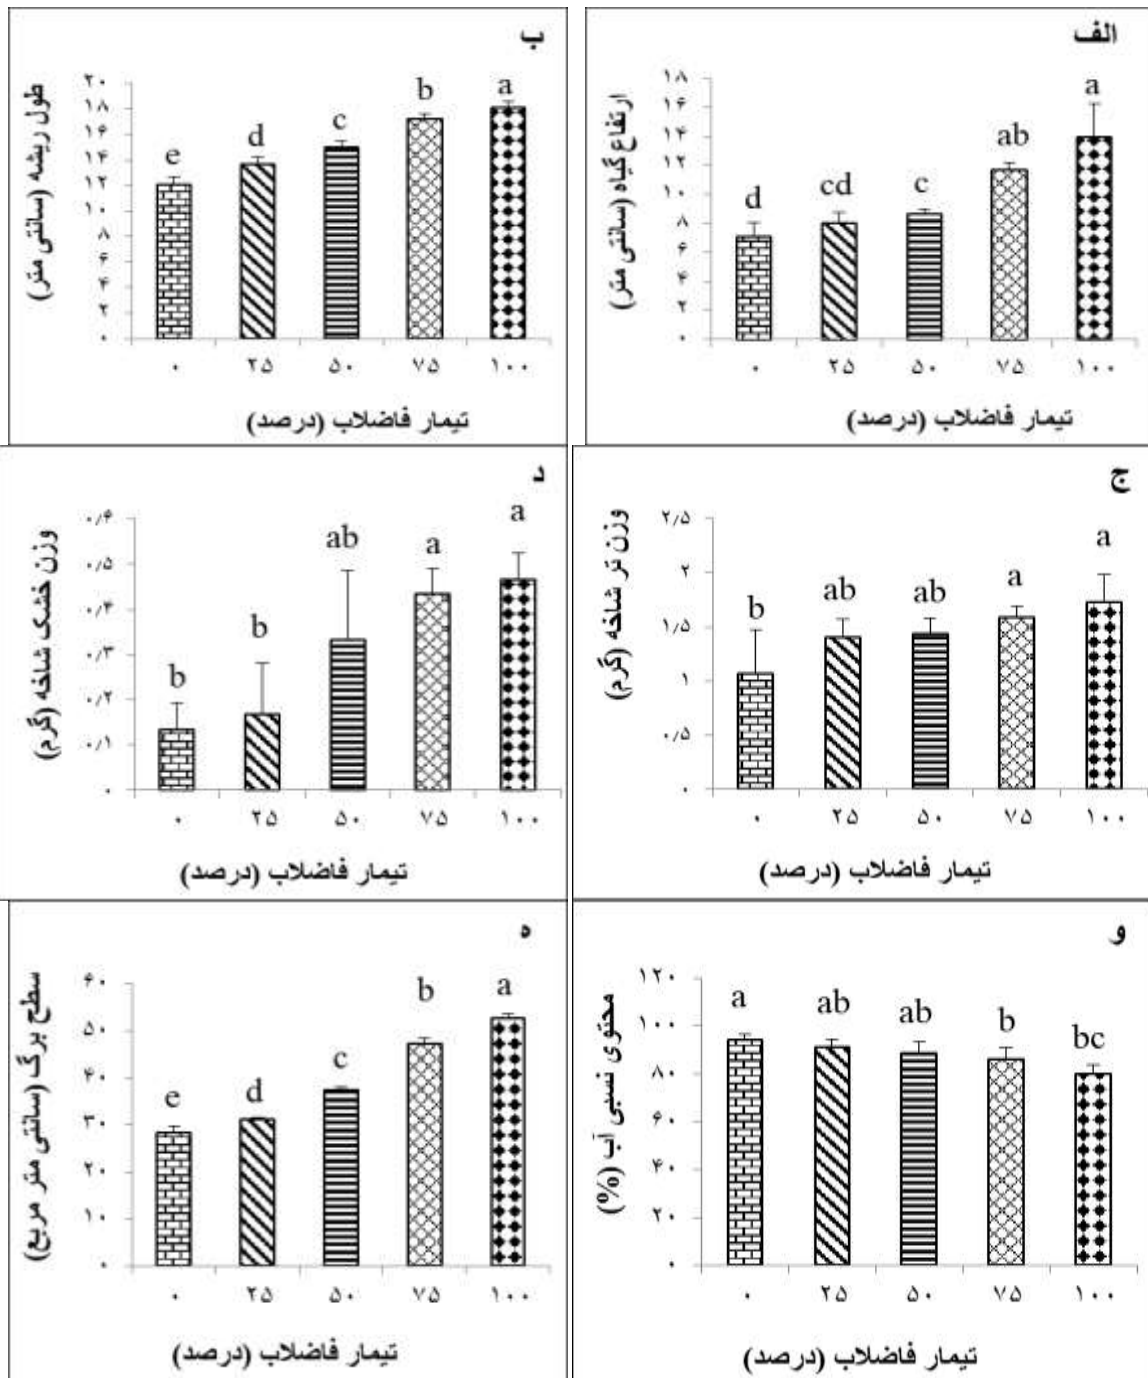 الف
ارتفاع گیاه (سانتی متر)
۱۸
۱۶
۱۴
۱۲
۱۰
۸
۶
۴
۲
۰
d
cd
c
ab
a
۰ ۲۵ ۵۰ ۷۵ ۱۰۰
تیمار فاضلاب (درصد)
ب
طول ریشه (سانتی متر)
۲۰
۱۸
۱۶
۱۴
۱۲
۱۰
۸
۶
۴
۲
۰
e
d
c
b
a
۰ ۲۵ ۵۰ ۷۵ ۱۰۰
تیمار فاضلاب (درصد)
ج
وزن تر شاخه (گرم)
۲٫۵
۲
۱٫۵
۱
۰٫۵
۰
b
ab
ab
a
a
۰ ۲۵ ۵۰ ۷۵ ۱۰۰
تیمار فاضلاب (درصد)
د
وزن خشک شاخه (گرم)
۰٫۶
۰٫۵
۰٫۴
۰٫۳
۰٫۲
۰٫۱
۰
b
b
ab
a
a
۰ ۲۵ ۵۰ ۷۵ ۱۰۰
تیمار فاضلاب (درصد)
و
محتوی نسبی آب (%)
۱۲۰
۱۰۰
۸۰
۶۰
۴۰
۲۰
۰
a
ab
ab
b
bc
۰ ۲۵ ۵۰ ۷۵ ۱۰۰
تیمار فاضلاب (درصد)
ه
سطح برگ (سانتی متر مربع)
۶۰
۵۰
۴۰
۳۰
۲۰
۱۰
۰
e
d
c
b
a
۰ ۲۵ ۵۰ ۷۵ ۱۰۰
تیمار فاضلاب (درصد)